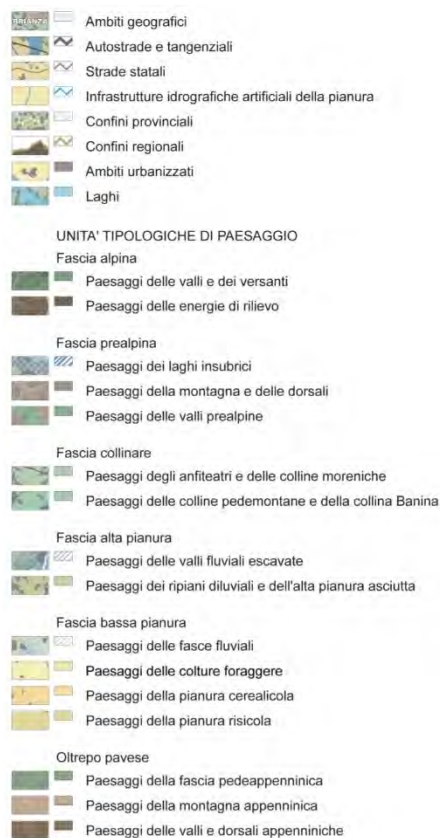 BRIANZA
Ambiti geografici
Autostrade e tangenziali
Strade statali
Infrastrutture idrografiche artificiali della pianura
Confini provinciali
Confini regionali
Ambiti urbanizzati
Laghi
UNITA' TIPOLOGICHE DI PAESAGGIO
Fascia alpina
Paesaggi delle valli e dei versanti
Paesaggi delle energie di rilievo
Fascia prealpina
Paesaggi dei laghi insubrici
Paesaggi della montagna e delle dorsali
Paesaggi delle valli prealpine
Fascia collinare
Paesaggi degli anfiteatri e delle colline moreniche
Paesaggi delle colline pedemontane e della collina Banina
Fascia alta pianura
Paesaggi delle valli fluviali escavate
Paesaggi dei ripiani diluviali e dell'alta pianura asciutta
Fascia bassa pianura
Paesaggi delle fasce fluviali
Paesaggi delle colture foraggere
Paesaggi della pianura cerealicola
Paesaggi della pianura risicola
Oltrepo pavese
Paesaggi della fascia pedeappenninica
Paesaggi della montagna appenninica
Paesaggi delle valli e dorsali appenniniche